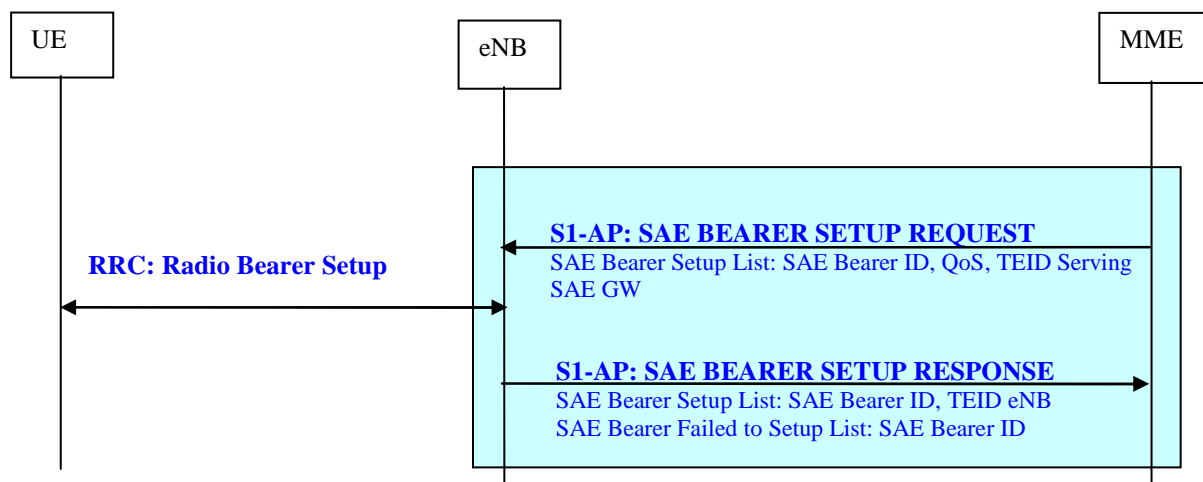 UE
eNB
MME
S1-AP: SAE BEARER SETUP REQUEST
SAE Bearer Setup List: SAE Bearer ID, QoS, TEID Serving
SAE GW
RRC: Radio Bearer Setup
S1-AP: SAE BEARER SETUP RESPONSE
SAE Bearer Setup List: SAE Bearer ID, TEID eNB
SAE Bearer Failed to Setup List: SAE Bearer ID